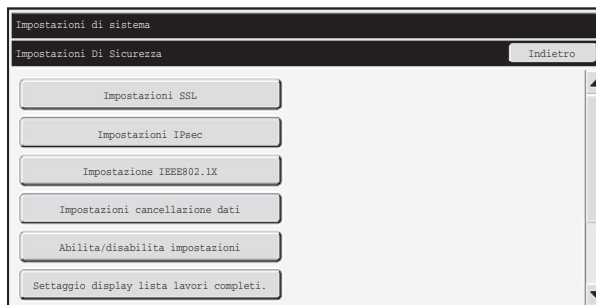 Impostazioni di sistema
Impostazioni Di Sicurezza
Indietro
Impostazioni SSL
Impostazioni IPsec
Impostazione IEEE802.1X
Impostazioni cancellazione dati
Abilita/disabilita impostazioni
Settaggio display lista lavori completi.